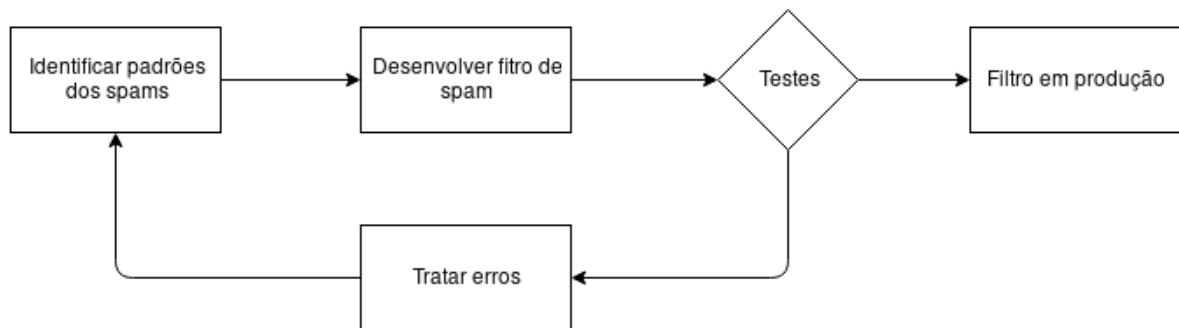 Identificar padrões
dos spams
Desenvolver fitro de
spam
Testes
Filtro em produção
Tratar erros